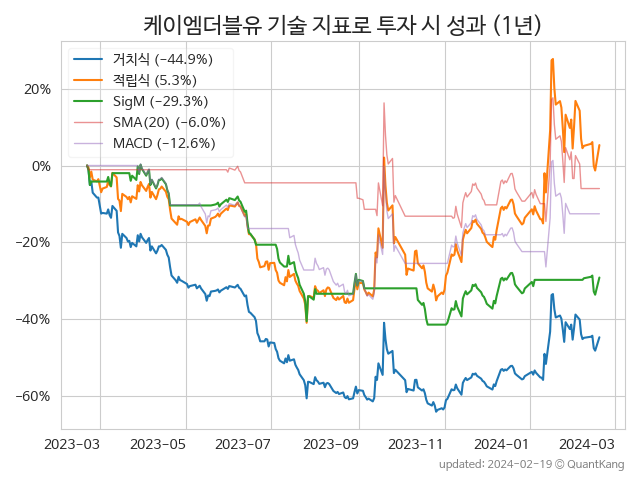 케이엠더블유 기술 지표로 투자 시 성과 (1년)
거치식 (−44.9%)
적립식 (5.3%)
SigM (−29.3%)
SMA(20) (−6.0%)
MACD (−12.6%)
20%
0%
−20%
−40%
−60%
2023-03 2023-05 2023-07 2023-09 2023-11 2024-01 2024-03
updated: 2024-02-19 © QuantKang